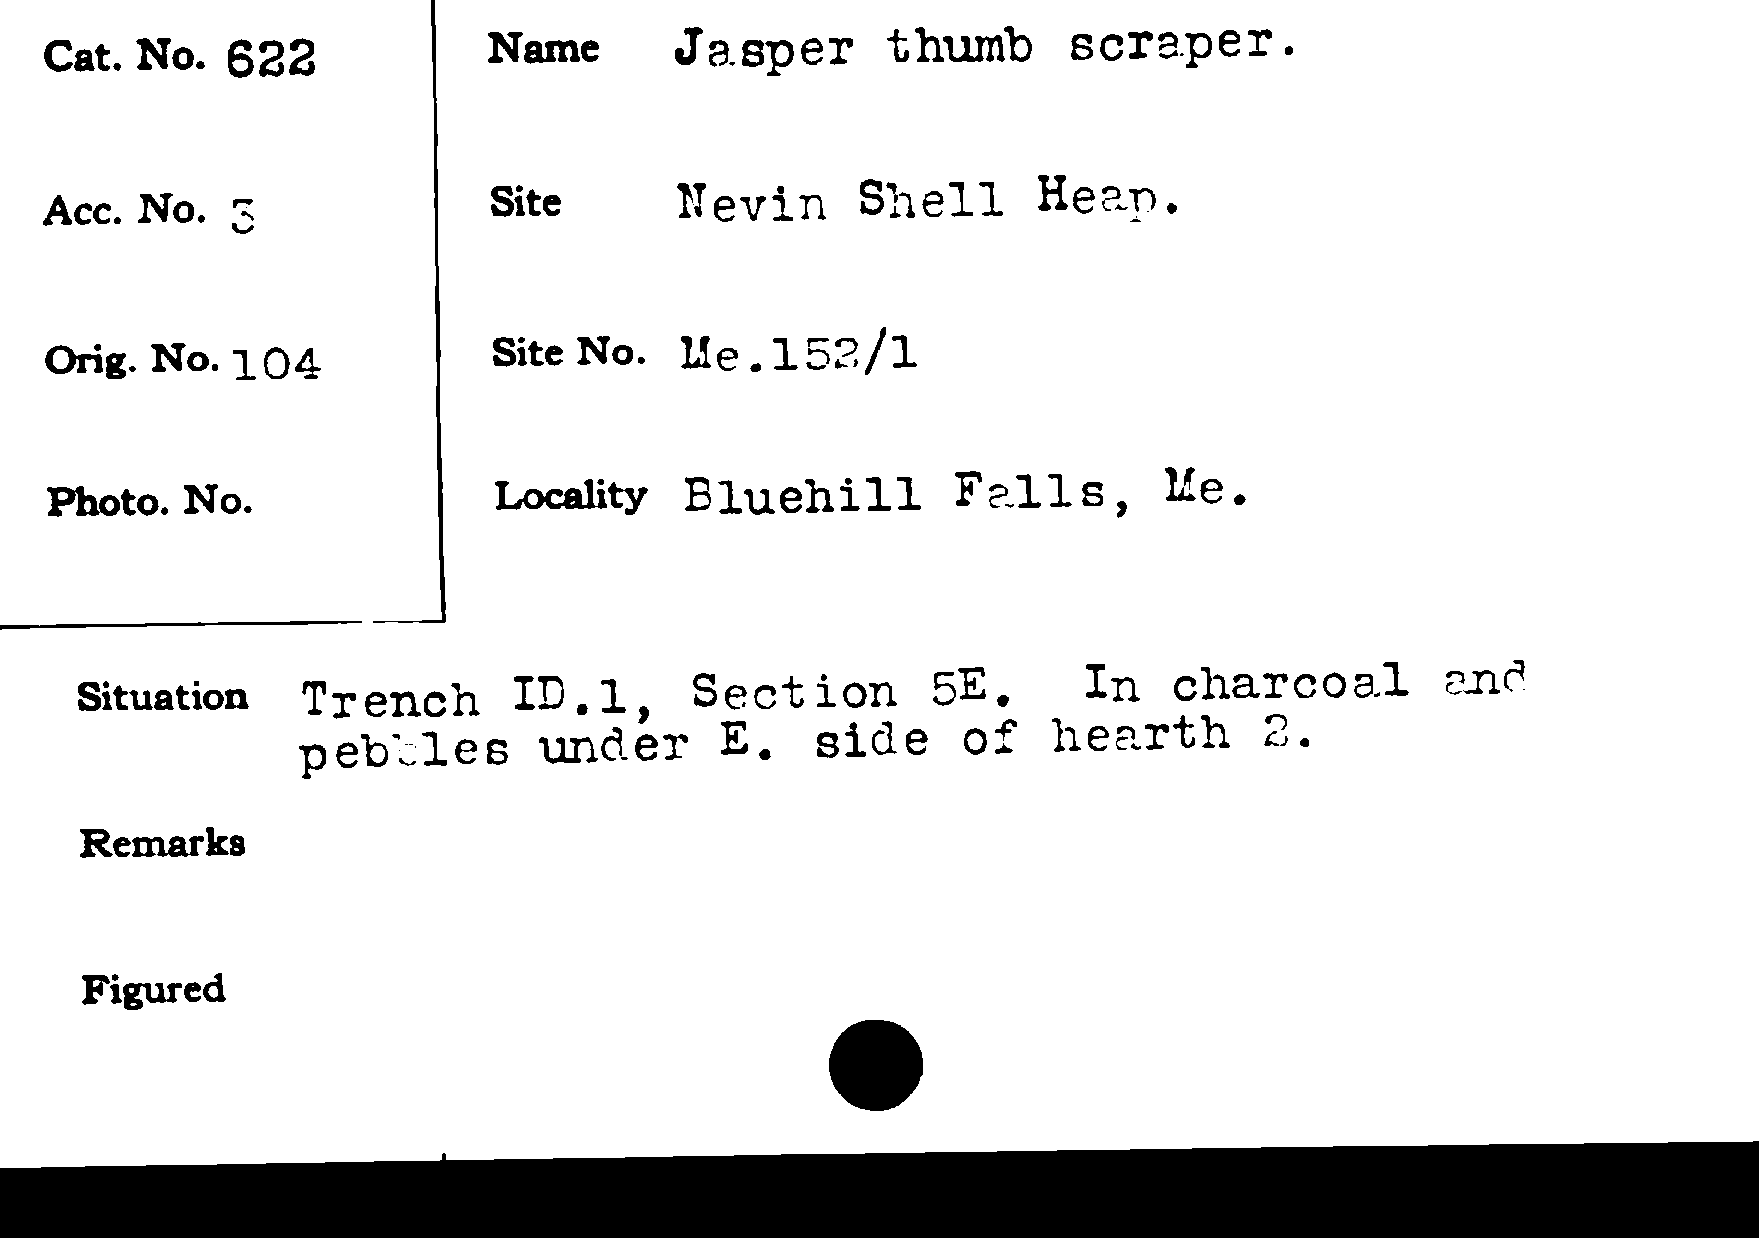 Cat. No. 622
Name Jasper thumb scraper.
Acc. No. 3
Site Nevin Shell Heap.
Orig. No. 104
Site No. Me.152/1
Photo. No.
Locality Bluehill Falls, Me.
Situation Trench ID.1, Section 5E. In charcoal and
pebbles under E. side of hearth 2.
Remarks
Figured